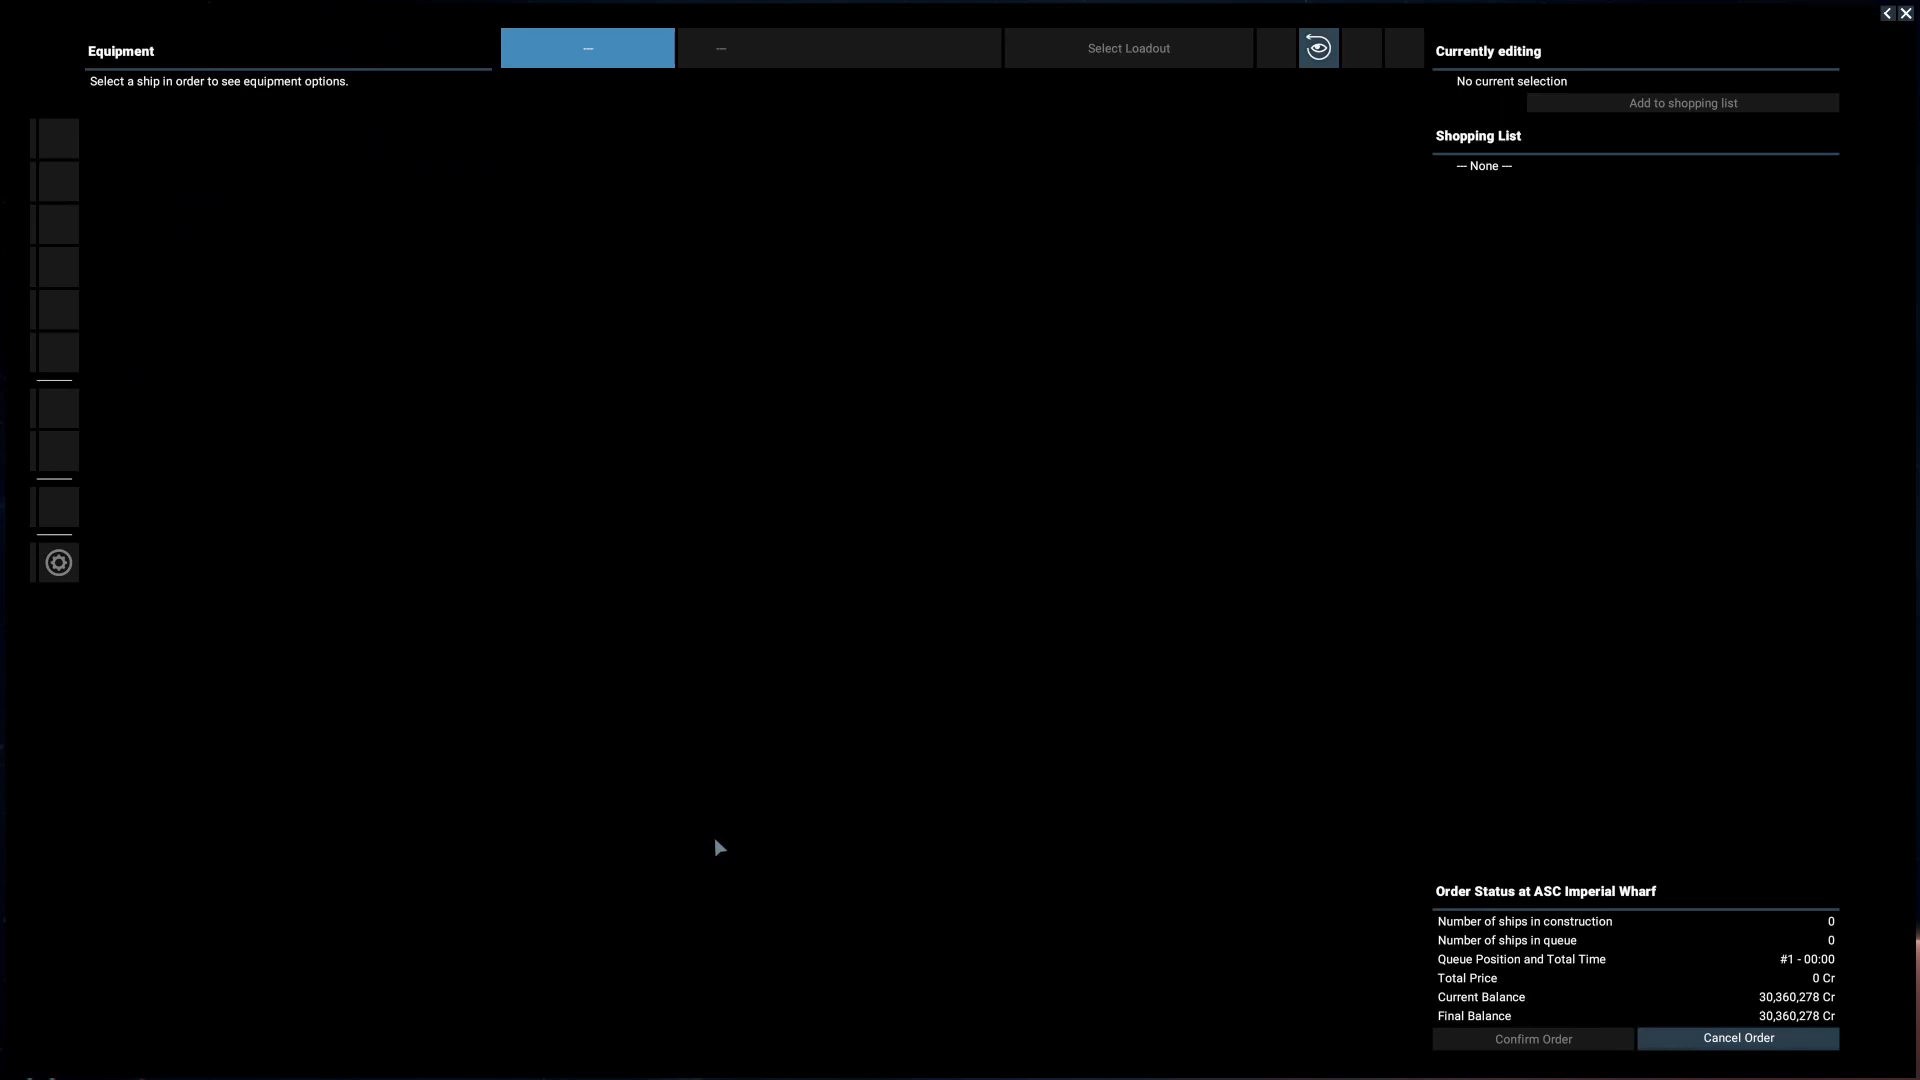 Equipment
Select a ship in order to see equipment options.
---
---
Select Loadout
Currently editing
No current selection
Add to shopping list
Shopping List
--- None ---
Order Status at ASC Imperial Wharf
Number of ships in construction 0
Number of ships in queue 0
Queue Position and Total Time #1 - 00:00
Total Price 0 Cr
Current Balance 30,360,278 Cr
Final Balance 30,360,278 Cr
Confirm Order
Cancel Order